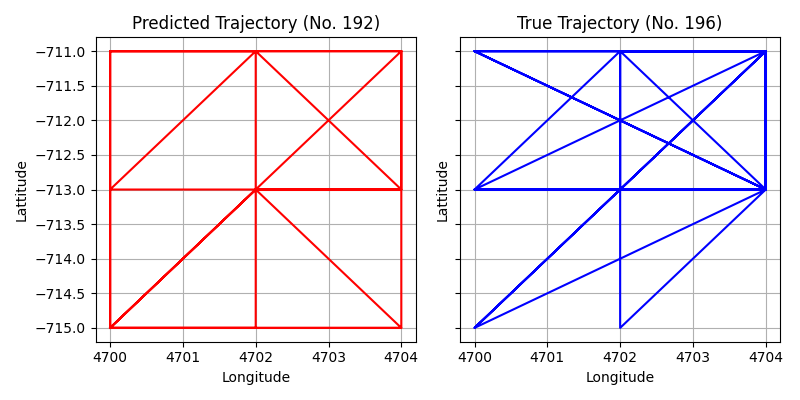 Predicted Trajectory (No. 192)
True Trajectory (No. 196)
−711.0
−711.5
−712.0
−712.5
−713.0
−713.5
−714.0
−714.5
−715.0
Lattitude
Lattitude
4700 4701 4702 4703 4704
4700 4701 4702 4703 4704
Longitude
Longitude